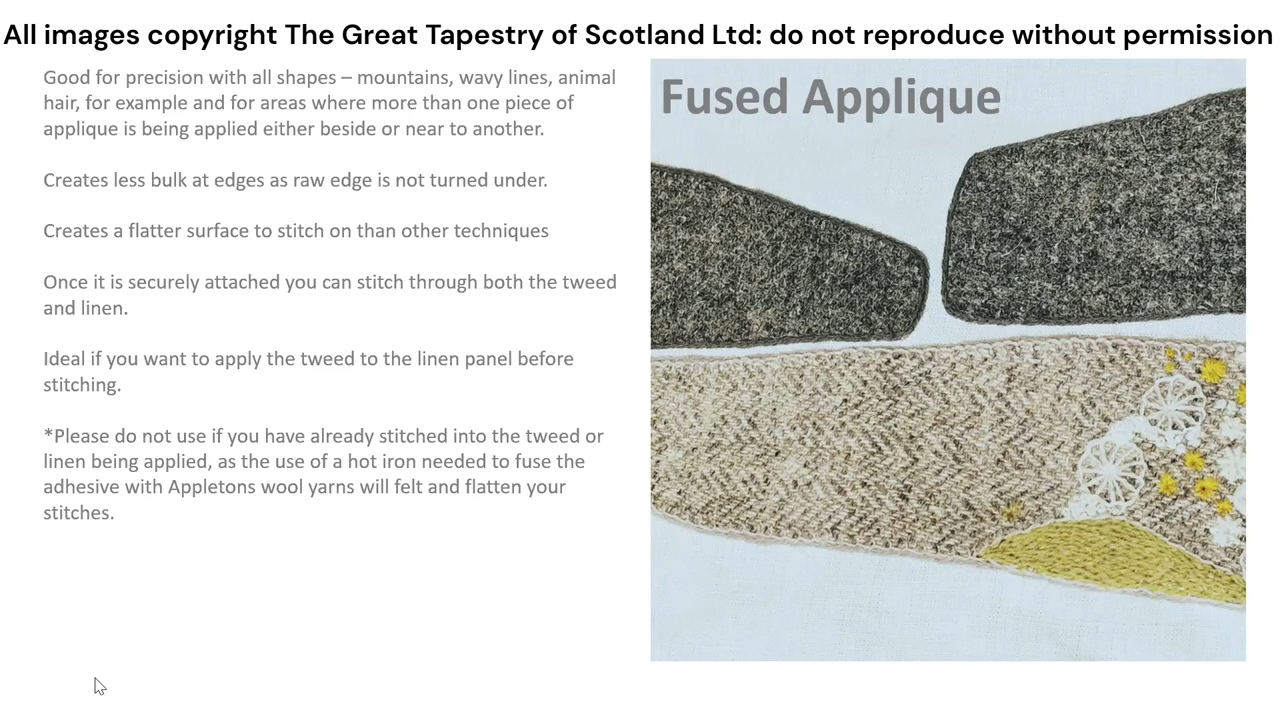 All images copyright The Great Tapestry of Scotland Ltd: do not reproduce without permission
Good for precision with all shapes – mountains, wavy lines, animal
hair, for example and for areas where more than one piece of
applique is being applied either beside or near to another.
Creates less bulk at edges as raw edge is not turned under.
Creates a flatter surface to stitch on than other techniques
Once it is securely attached you can stitch through both the tweed
and linen.
Ideal if you want to apply the tweed to the linen panel before
stitching.
*Please do not use if you have already stitched into the tweed or
linen being applied, as the use of a hot iron needed to fuse the
adhesive with Appletons wool yarns will felt and flatten your
stitches.
Fused Applique